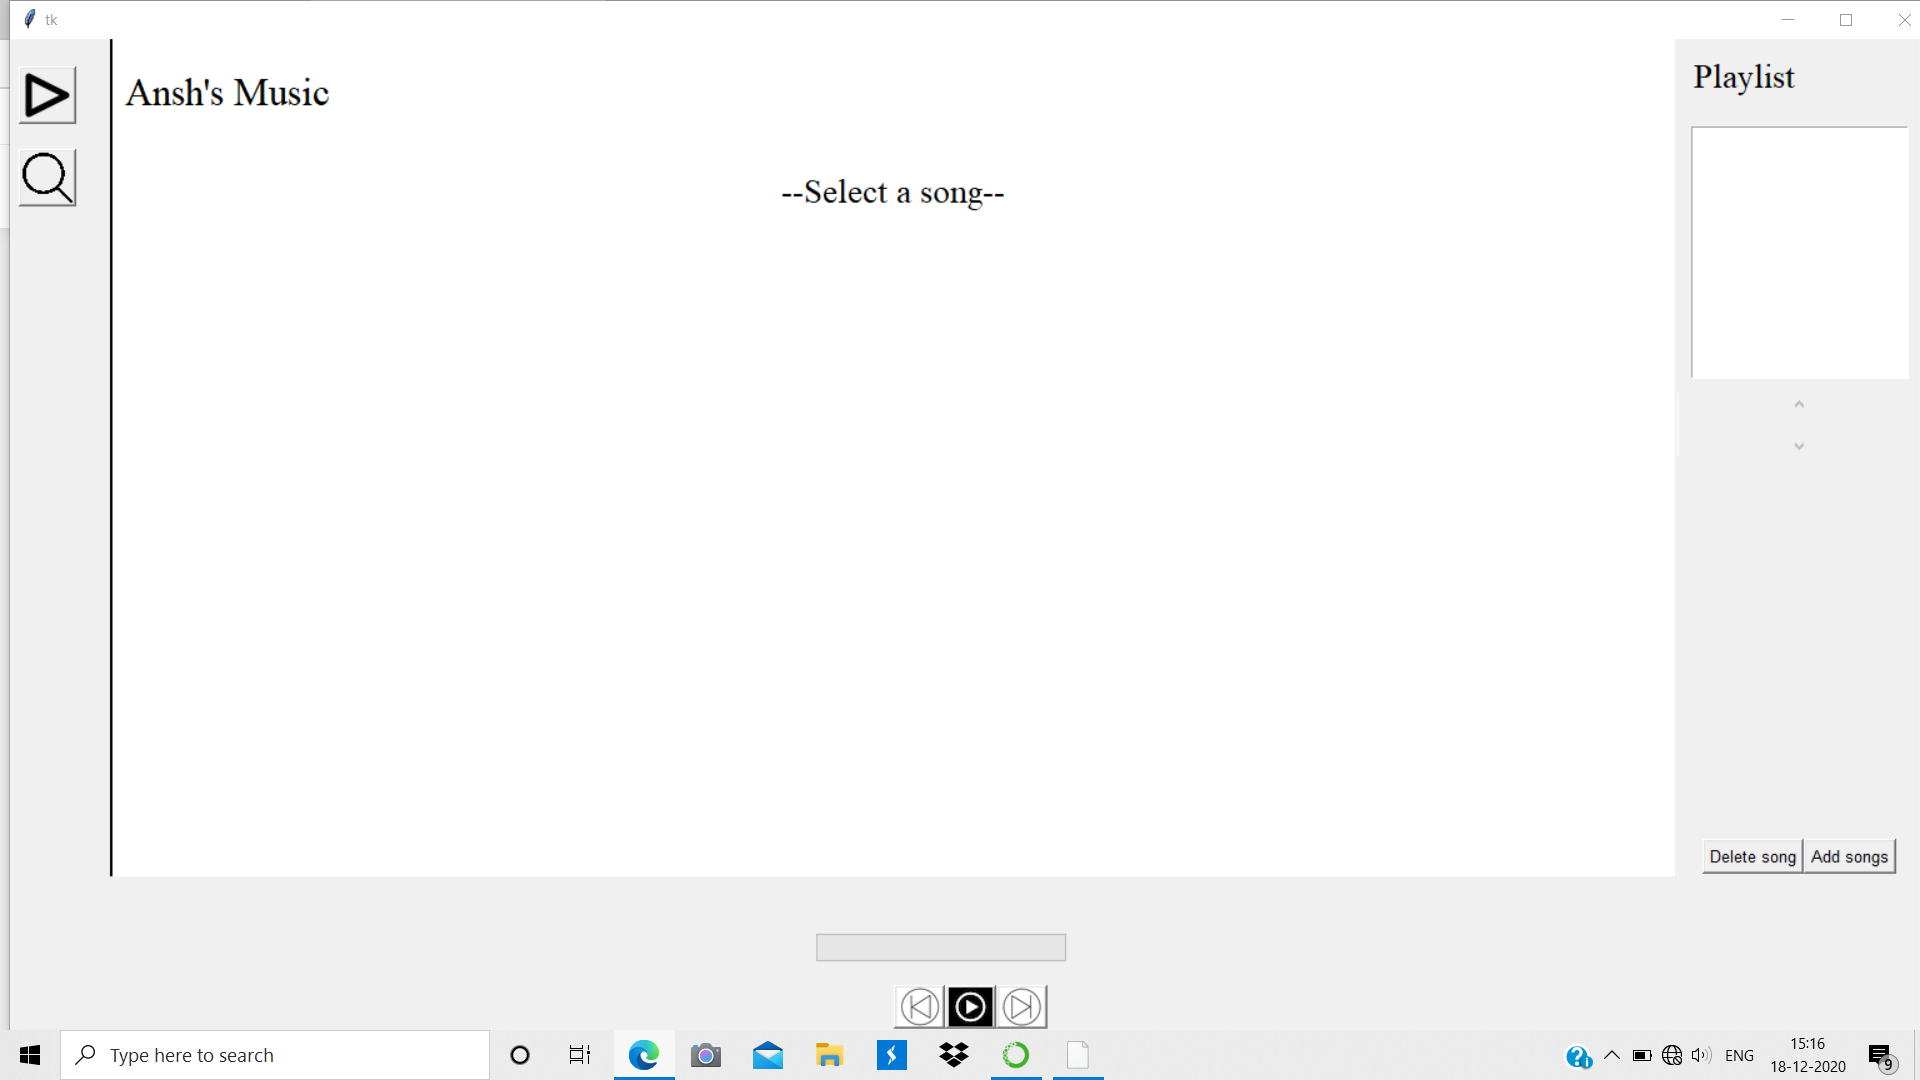 tk
Ansh's Music
Playlist
--Select a song--
Delete song
Add songs
Type here to search
ENG
15:16
18-12-2020
9